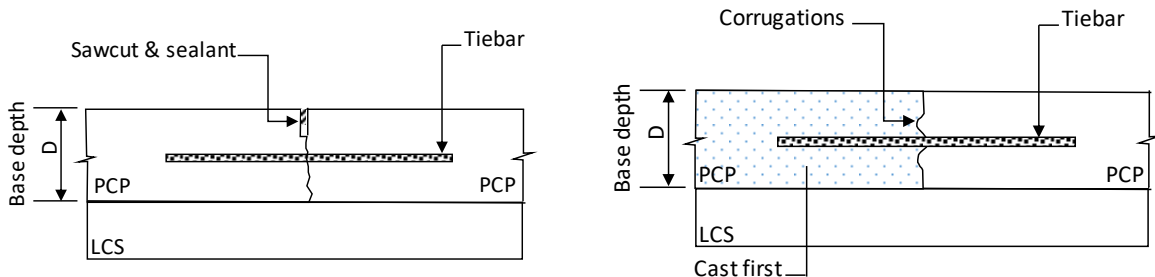 Sawcut & sealant
Tiebar
Base depth
D
PCP
PCP
LCS
Corrugations
Tiebar
Base depth
D
PCP
PCP
LCS
Cast first